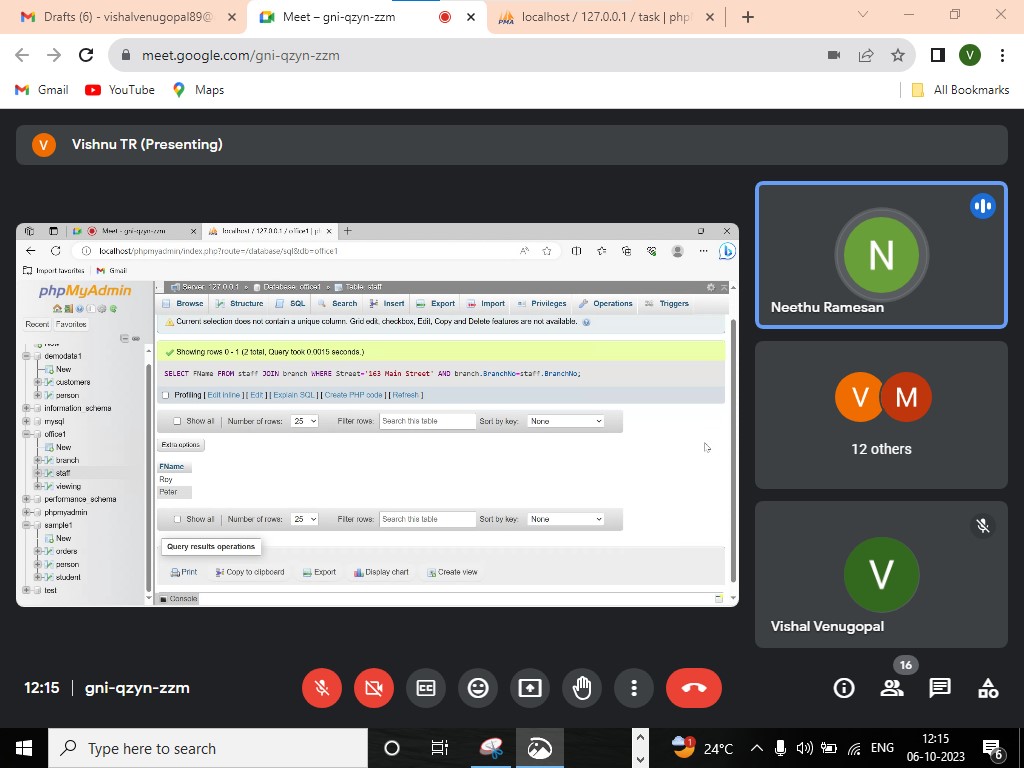 Drafts (6) - vishalvenugopal89@
Meet – gni-qzyn-zzm
localhost / 127.0.0.1 / task | php
meet.google.com/gni-qzyn-zzm
V
Gmail
YouTube
Maps
All Bookmarks
V
Vishnu TR (Presenting)
Meet - gni-qzyn-zzm
localhost / 127.0.0.1 / office1 | pl
localhost/phpmyadmin/index.php?route=/database/sql&db=office1
Import favorites
Gmail
phpMyAdmin
Recent
Favorites
New
demodata1
New
customers
person
information_schema
mysql
office1
New
branch
staff
viewing
performance_schema
phpmyadmin
sample1
New
orders
person
student
test
Server: 127.0.0.1 » Database: office1 » Table: staff
Browse
Structure
SQL
Search
Insert
Export
Import
Privileges
Operations
Triggers
Current selection does not contain a unique column. Grid edit, checkbox, Edit, Copy and Delete features are not available.
Showing rows 0 - 1 (2 total, Query took 0.0015 seconds.)
SELECT FName FROM staff JOIN branch WHERE Street='163 Main Street' AND branch.BranchNo=staff.BranchNo;
Profiling [ Edit inline ] [ Edit ] [ Explain SQL ] [ Create PHP code ] [ Refresh ]
Show all | Number of rows: 25 Filter rows: Search this table Sort by key: None
Extra options
FName
Roy
Peter
Show all | Number of rows: 25 Filter rows: Search this table Sort by key: None
Query results operations
Print
Copy to clipboard
Export
Display chart
Create view
Console
N
Neethu Ramesan
V
M
12 others
V
Vishal Venugopal
12:15 | gni-qzyn-zzm
CC
16
Type here to search
1
24°C
ENG
12:15
06-10-2023
6